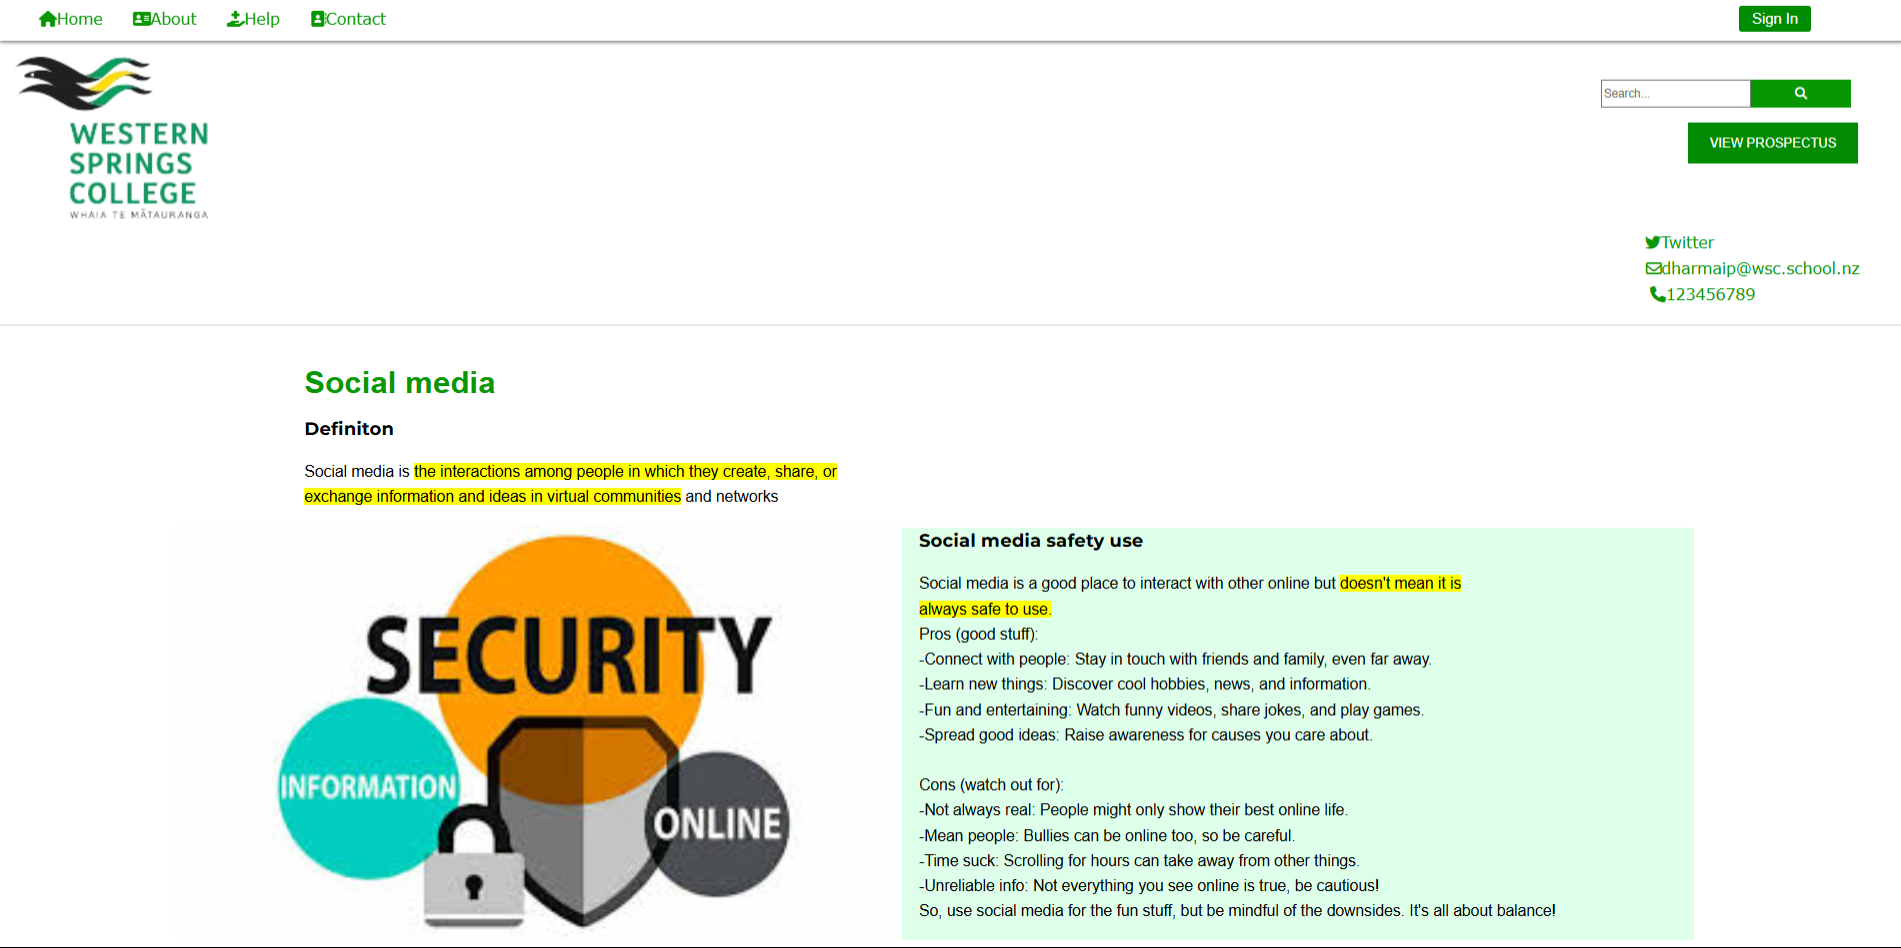 Home About Help Contact Sign In
WESTERN
SPRINGS
COLLEGE
WHAIA TE MĀTAURANGA
Search...
VIEW PROSPECTUS
Twitter
dharmaip@wsc.school.nz
123456789
Social media
Definiton
Social media is the interactions among people in which they create, share, or
exchange information and ideas in virtual communities and networks
SECURITY
INFORMATION
ONLINE
Social media safety use
Social media is a good place to interact with other online but doesn't mean it is
always safe to use.
Pros (good stuff):
-Connect with people: Stay in touch with friends and family, even far away.
-Learn new things: Discover cool hobbies, news, and information.
-Fun and entertaining: Watch funny videos, share jokes, and play games.
-Spread good ideas: Raise awareness for causes you care about.
Cons (watch out for):
-Not always real: People might only show their best online life.
-Mean people: Bullies can be online too, so be careful.
-Time suck: Scrolling for hours can take away from other things.
-Unreliable info: Not everything you see online is true, be cautious!
So, use social media for the fun stuff, but be mindful of the downsides. It's all about balance!